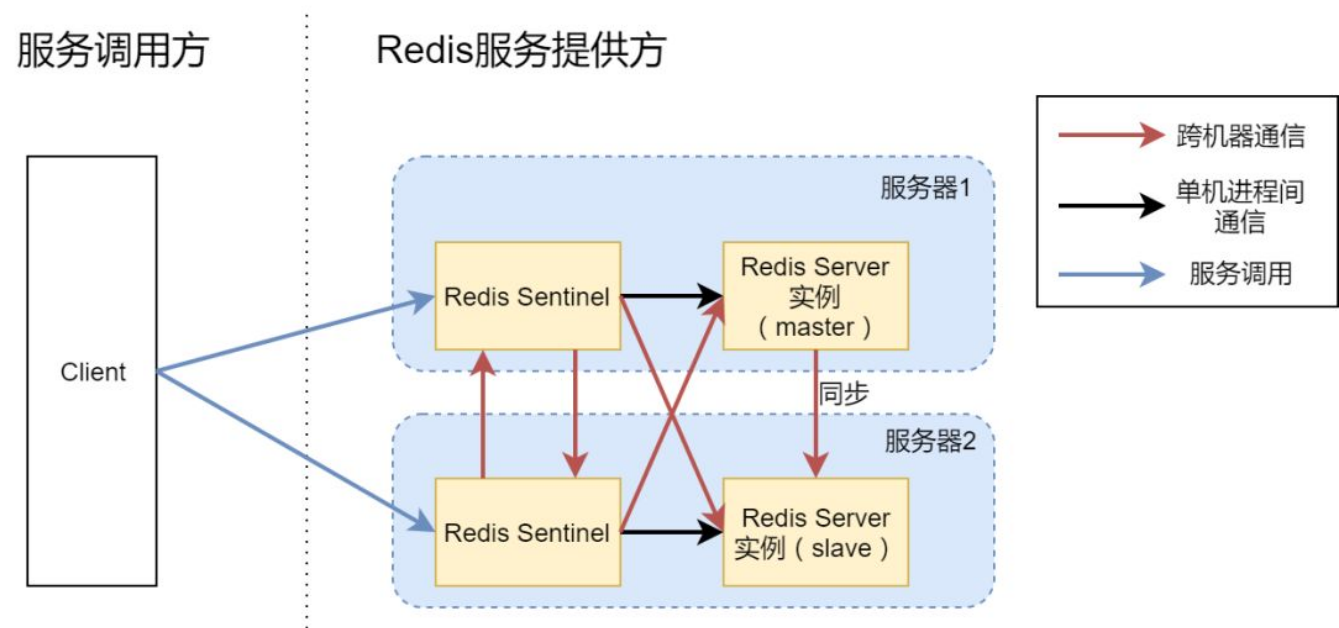 服务调用方
Redis服务提供方
跨机器通信
单机进程间
通信
服务调用
服务器1
Redis Sentinel
Redis Server
实例
（master）
Client
同步
服务器2
Redis Sentinel
Redis Server
实例（slave）